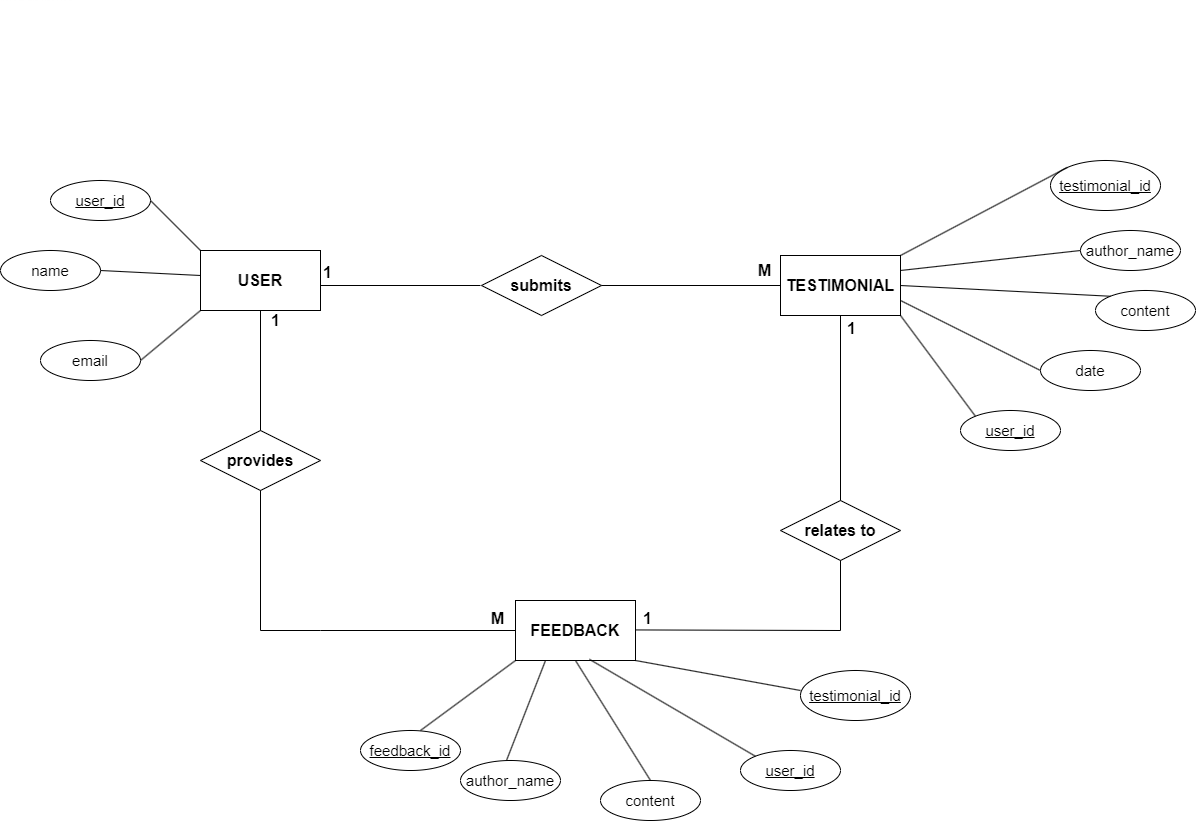 testimonial_id
user_id
author_name
name
USER
1
submits
M
TESTIMONIAL
content
1
1
email
date
user_id
provides
relates to
M
FEEDBACK
1
testimonial_id
feedback_id
author_name
user_id
content